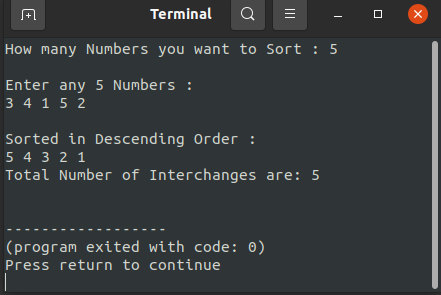 Terminal
How many Numbers you want to Sort : 5
Enter any 5 Numbers :
3 4 1 5 2
Sorted in Descending Order :
5 4 3 2 1
Total Number of Interchanges are: 5
------------------
(program exited with code: 0)
Press return to continue